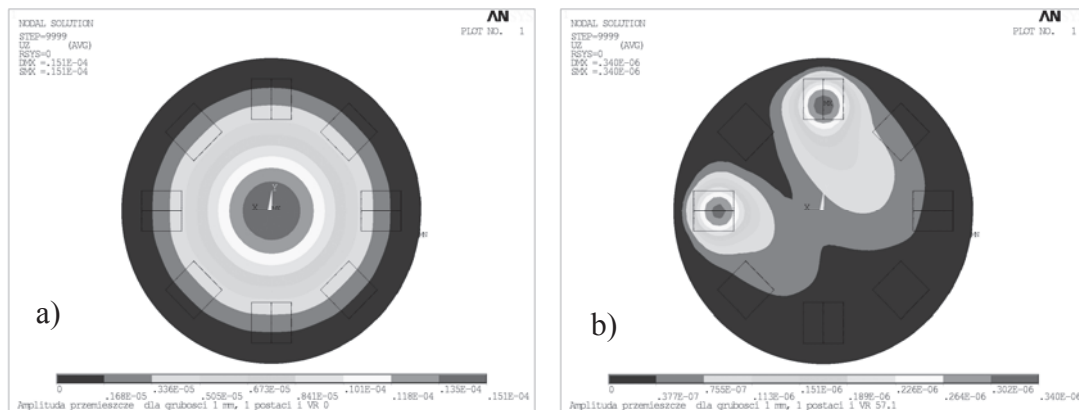 NODAL SOLUTION
STEP=9999
UZ (AVG)
RSYS=0
DMX =.151E-04
SMX =.151E-04
AN
PLOT NO. 1
Y
X
MN
a)
0 .336E-05 .673E-05 .101E-04 .135E-04
.168E-05 .505E-05 .841E-05 .118E-04 .151E-04
Amplituda przemieszcze dla grubosci 1 mm, 1 postaci i VR 0
NODAL SOLUTION
STEP=9999
UZ (AVG)
RSYS=0
DMX =.340E-06
SMX =.340E-06
AN
PLOT NO. 1
X
MN
b)
0 .755E-07 .151E-06 .226E-06 .302E-06
.377E-07 .113E-06 .189E-06 .264E-06 .340E-06
Amplituda przemieszcze dla grubosci 1 mm, 1 postaci i VR 57.1